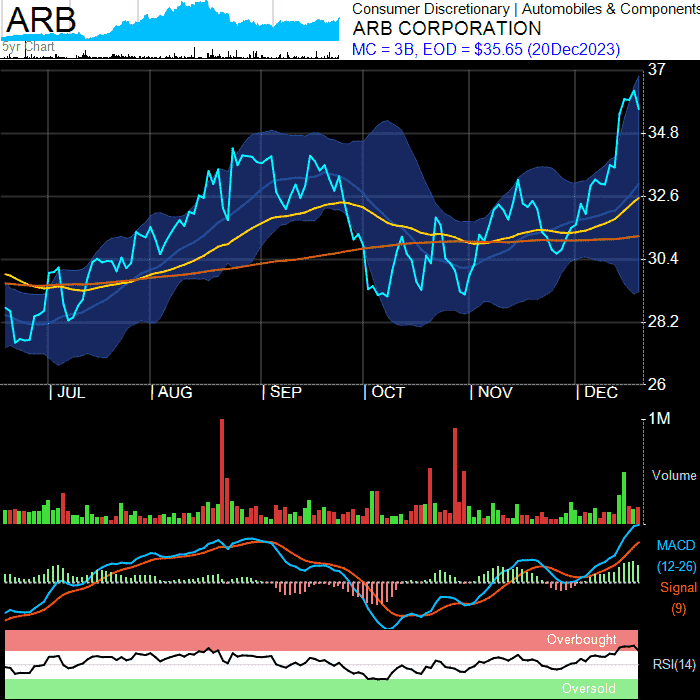 ARB
5yr Chart
Consumer Discretionary | Automobiles & Components
ARB CORPORATION
MC = 3B, EOD = $35.65 (20Dec2023)
37
34.8
32.6
30.4
28.2
26
| JUL | AUG | SEP | OCT | NOV | DEC
1M
Volume
MACD
(12-26)
Signal
(9)
Overbought
RSI(14)
Oversold